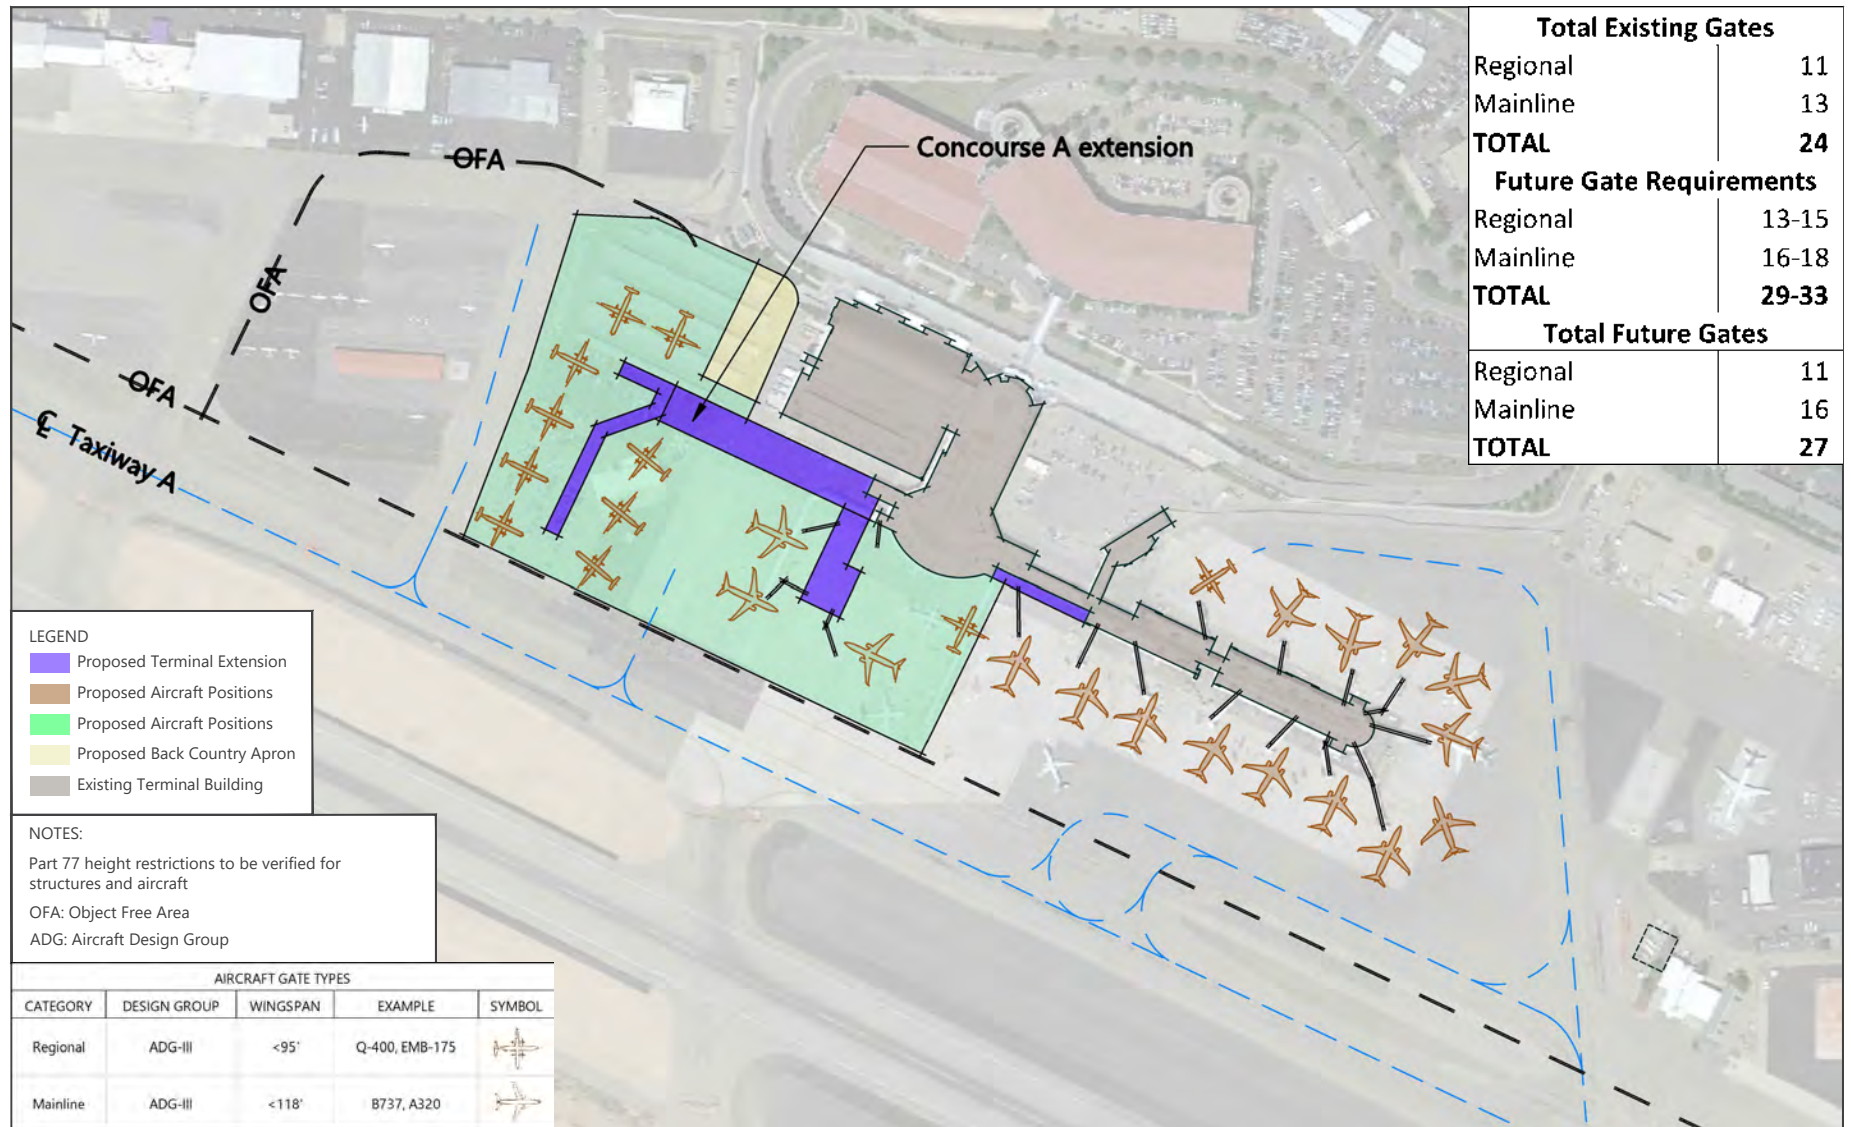 Total Existing Gates
Regional 11
Mainline 13
TOTAL 24
Future Gate Requirements
Regional 13-15
Mainline 16-18
TOTAL 29-33
Total Future Gates
Regional 11
Mainline 16
TOTAL 27
Concourse A extension
OFA
OFA
OFA
℄ Taxiway A
LEGEND
Proposed Terminal Extension
Proposed Aircraft Positions
Proposed Aircraft Positions
Proposed Back Country Apron
Existing Terminal Building
NOTES:
Part 77 height restrictions to be verified for
structures and aircraft
OFA: Object Free Area
ADG: Aircraft Design Group
AIRCRAFT GATE TYPES
CATEGORY DESIGN GROUP WINGSPAN EXAMPLE SYMBOL
Regional ADG-III <95' Q-400, EMB-175
Mainline ADG-III <118' B737, A320